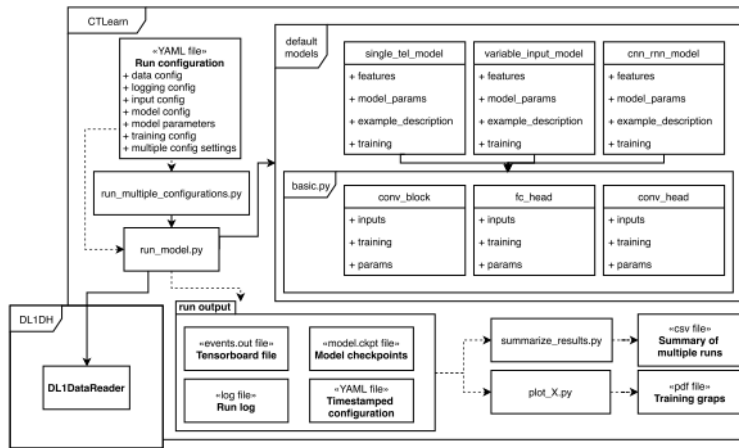 CTLearn
«YAML file»
Run configuration
+ data config
+ logging config
+ input config
+ model config
+ model parameters
+ training config
+ multiple config settings
run_multiple_configurations.py
run_model.py
default
models
single_tel_model
+ features
+ model_params
+ example_description
+ training
variable_input_model
+ features
+ model_params
+ example_description
+ training
cnn_rnn_model
+ features
+ model_params
+ example_description
+ training
basic.py
conv_block
+ inputs
+ training
+ params
fc_head
+ inputs
+ training
+ params
conv_head
+ inputs
+ training
+ params
DL1DH
DL1DataReader
run output
«events.out file»
Tensorboard file
«model.ckpt file»
Model checkpoints
«log file»
Run log
«YAML file»
Timestamped
configuration
summarize_results.py
«csv file»
Summary of
multiple runs
plot_X.py
«pdf file»
Training graps